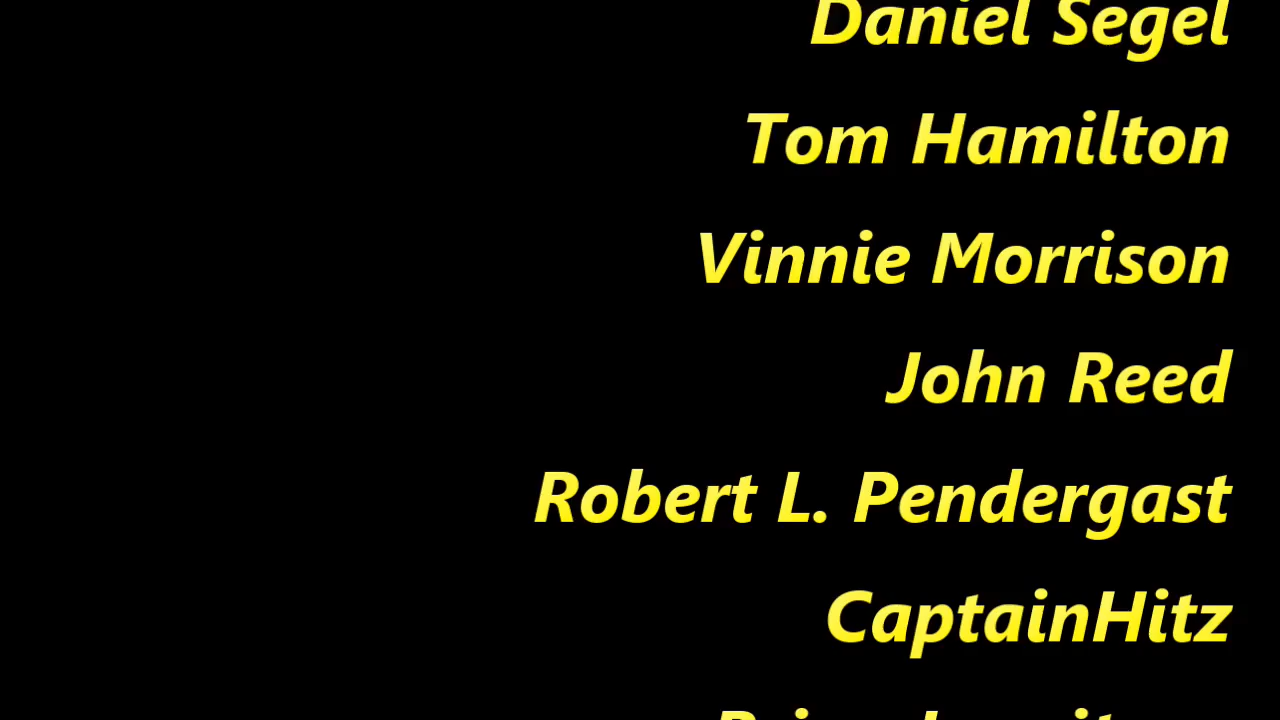 Daniel Segel
Tom Hamilton
Vinnie Morrison
John Reed
Robert L. Pendergast
CaptainHitz